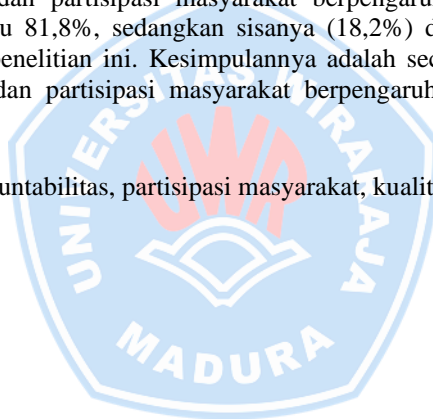 dan partisipasi masyarakat berpengaru
u 81,8%, sedangkan sisanya (18,2%) d
enelitian ini. Kesimpulannya adalah sec
dan partisipasi masyarakat berpengaruh
untabilitas, partisipasi masyarakat, kualit
UNIVERSITAS WIRARAJA
UWR
MADURA